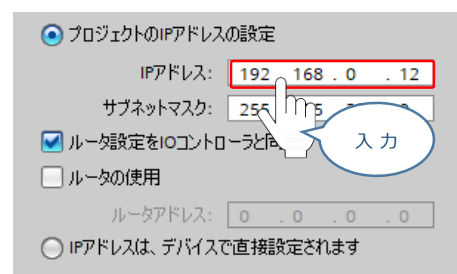 プロジェクトのIPアドレスの設定
IPアドレス: 192 . 168 . 0 . 12
サブネットマスク: 255
入力
ルータ設定をIOコントローラと同
ルータの使用
ルータアドレス: 0 . 0 . 0 . 0
IPアドレスは、デバイスで直接設定されます